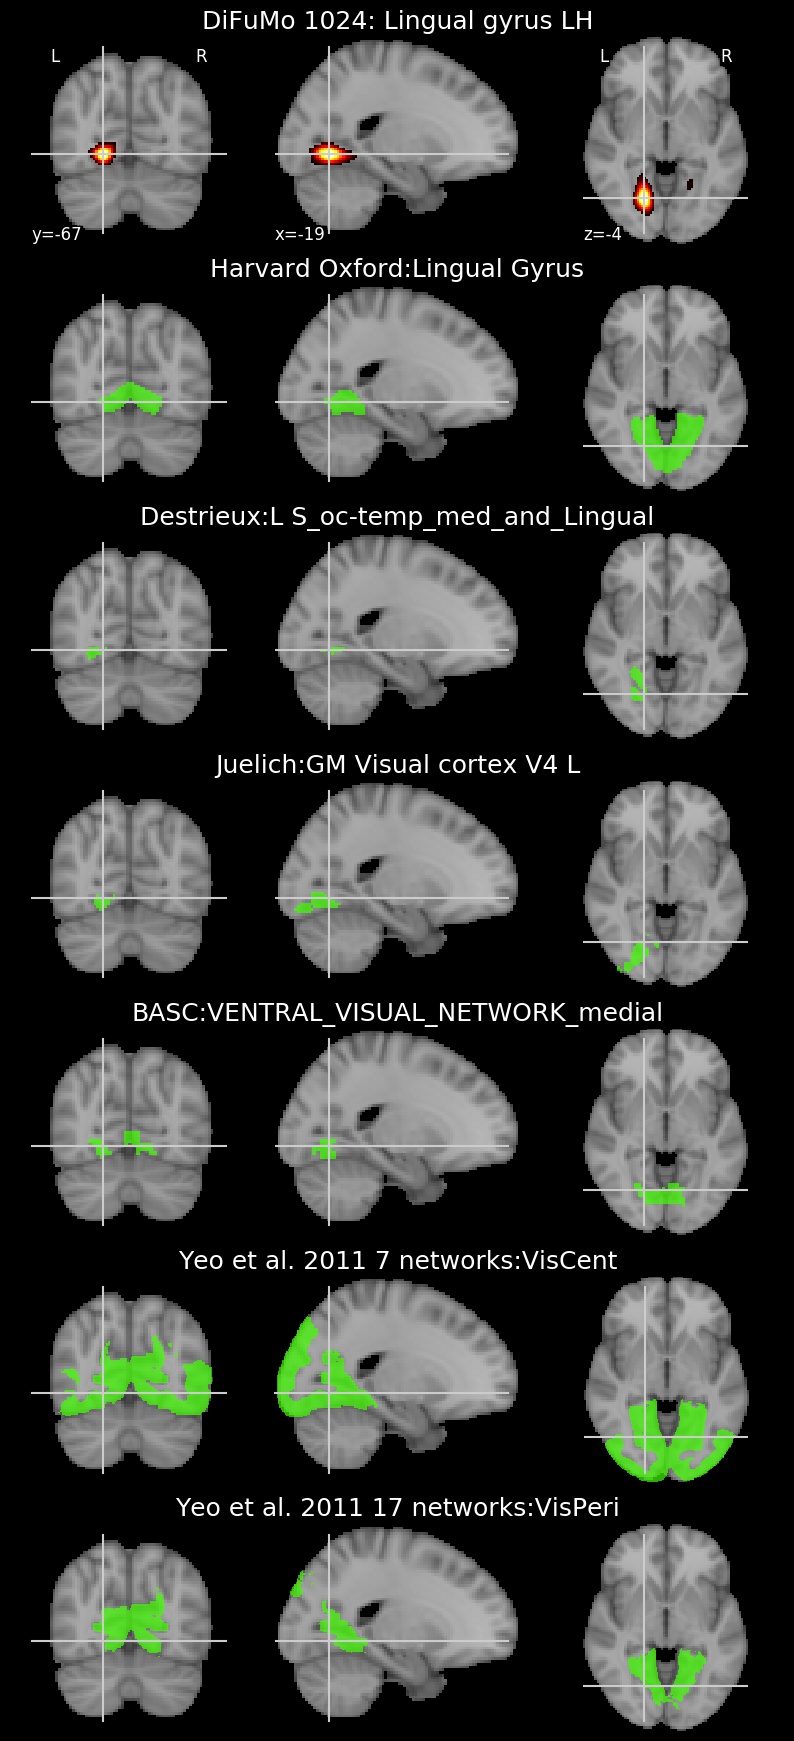 DiFuMo 1024: Lingual gyrus LH
L R L R
y=-67 x=-19 z=-4
Harvard Oxford:Lingual Gyrus
Destrieux:L S_oc-temp_med_and_Lingual
Juelich:GM Visual cortex V4 L
BASC:VENTRAL_VISUAL_NETWORK_medial
Yeo et al. 2011 7 networks:VisCent
Yeo et al. 2011 17 networks:VisPeri